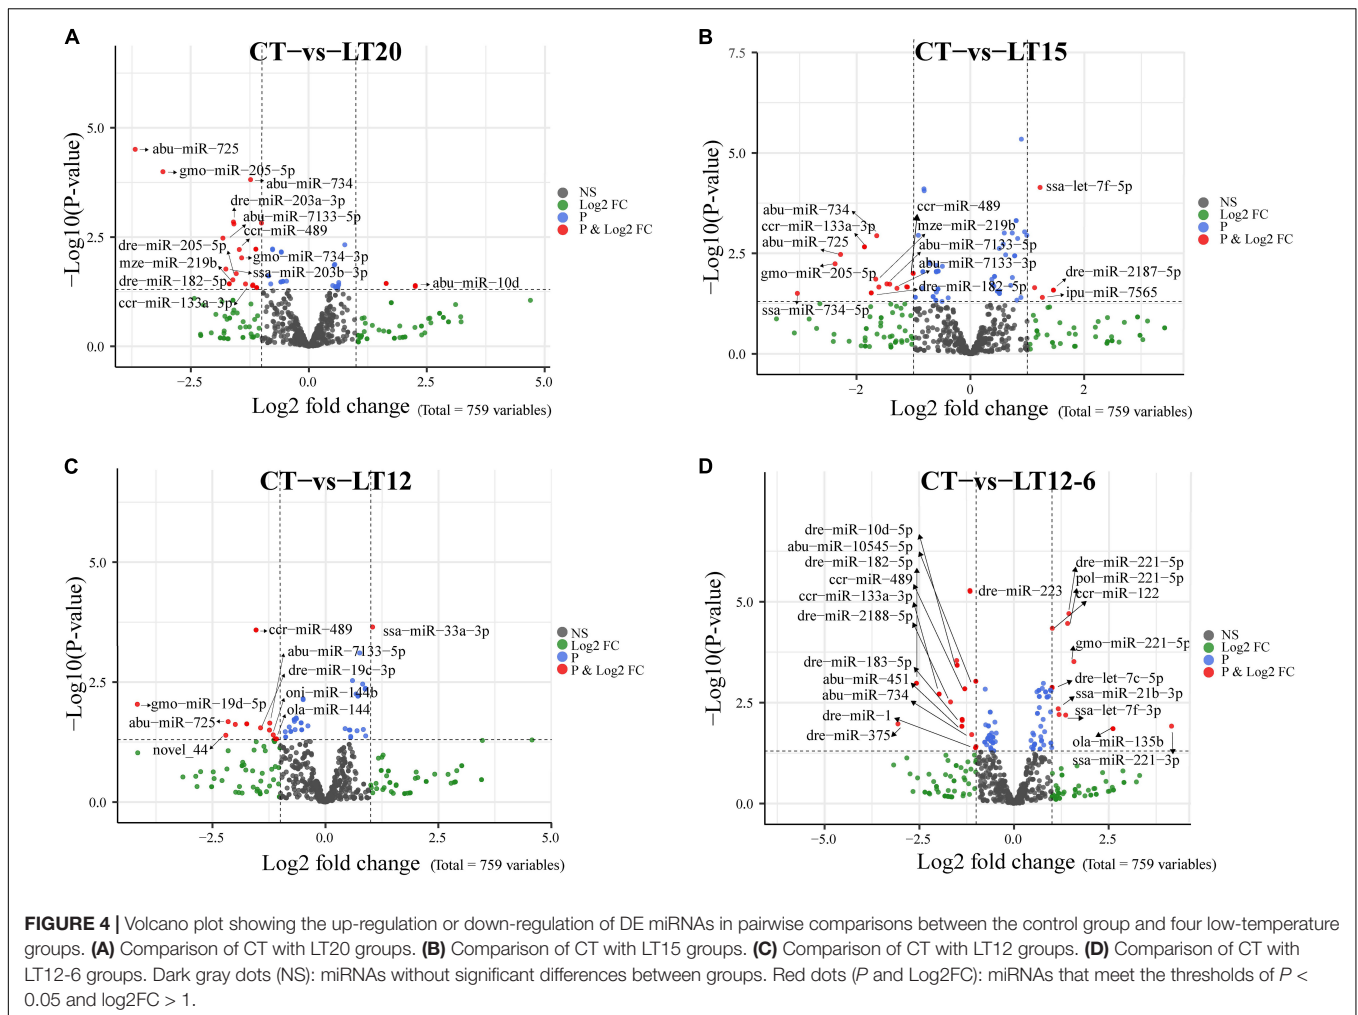 A
CT−vs−LT20
−Log10(P-value)
5.0
2.5
0.0
abu−miR−725
gmo−miR−205−5p
abu−miR−734
dre−miR−203a−3p
abu−miR−7133−5p
ccr−miR−489
dre−miR−205−5p
gmo−miR−734−3p
mze−miR−219b
ssa−miR−203b−3p
dre−miR−182−5p
abu−miR−10d
ccr−miR−133a−3p
NS
Log2 FC
P
P & Log2 FC
−2.5
0.0
2.5
5.0
Log2 fold change (Total = 759 variables)
B
CT−vs−LT15
−Log10(P−value)
7.5
5.0
2.5
0.0
ssa−let−7f−5p
abu−miR−734
ccr−miR−489
ccr−miR−133a−3p
mze−miR−219b
abu−miR−725
abu−miR−7133−5p
gmo−miR−205−5p
abu−miR−7133−3p
dre−miR−2187−5p
dre−miR−182−5p
ipu−miR−7565
ssa−miR−734−5p
NS
Log2 FC
P
P & Log2 FC
−2
0
2
Log2 fold change (Total = 759 variables)
C
CT−vs−LT12
−Log10(P−value)
5.0
2.5
0.0
ccr−miR−489
ssa−miR−33a−3p
abu−miR−7133−5p
dre−miR−19c−3p
oni−miR−144b
gmo−miR−19d−5p
ola−miR−144
abu−miR−725
novel_44
NS
Log2 FC
P
P & Log2 FC
−2.5
0.0
2.5
5.0
Log2 fold change (Total = 759 variables)
D
CT−vs−LT12-6
−Log10(P−value)
5.0
2.5
0.0
dre−miR−10d−5p
abu−miR−10545−5p
dre−miR−182−5p
ccr−miR−489
ccr−miR−133a−3p
dre−miR−2188−5p
dre−miR−183−5p
abu−miR−451
abu−miR−734
dre−miR−1
dre−miR−375
dre−miR−223
dre−miR−221−5p
pol−miR−221−5p
ccr−miR−122
gmo−miR−221−5p
dre−let−7c−5p
ssa−miR−21b−3p
ssa−let−7f−3p
ola−miR−135b
ssa−miR−221−3p
NS
Log2 FC
P
P & Log2 FC
−5.0
−2.5
0.0
2.5
Log2 fold change (Total = 759 variables)
FIGURE 4 | Volcano plot showing the up-regulation or down-regulation of DE miRNAs in pairwise comparisons between the control group and four low-temperature
groups. (A) Comparison of CT with LT20 groups. (B) Comparison of CT with LT15 groups. (C) Comparison of CT with LT12 groups. (D) Comparison of CT with
LT12-6 groups. Dark gray dots (NS): miRNAs without significant differences between groups. Red dots (P and Log2FC): miRNAs that meet the thresholds of P <
0.05 and log2FC > 1.